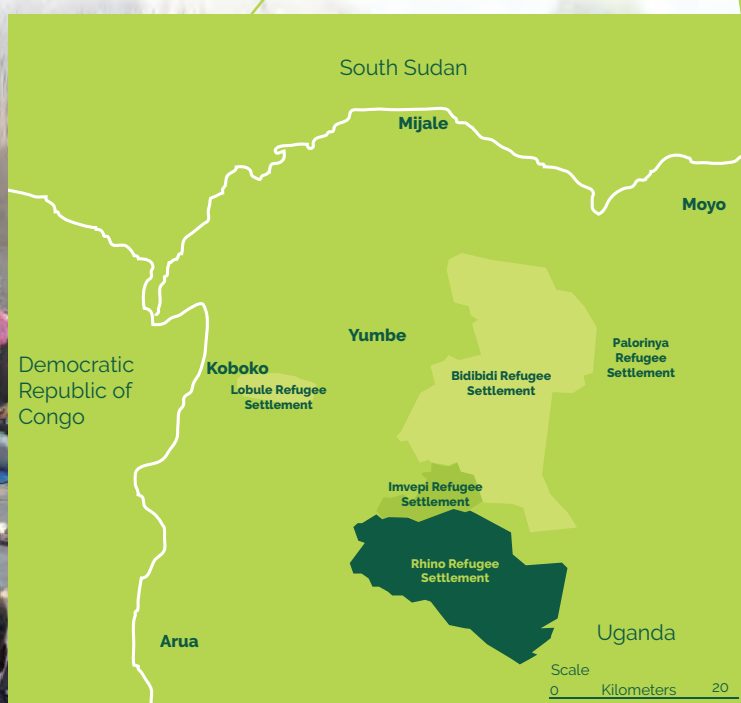 South Sudan
Mijale
Moyo
Yumbe
Palorinya
Refugee
Settlement
Democratic
Republic of
Congo
Koboko
Lobule Refugee
Settlement
Bidibidi Refugee
Settlement
Imvepi Refugee
Settlement
Rhino Refugee
Settlement
Arua
Uganda
Scale
0 Kilometers 20